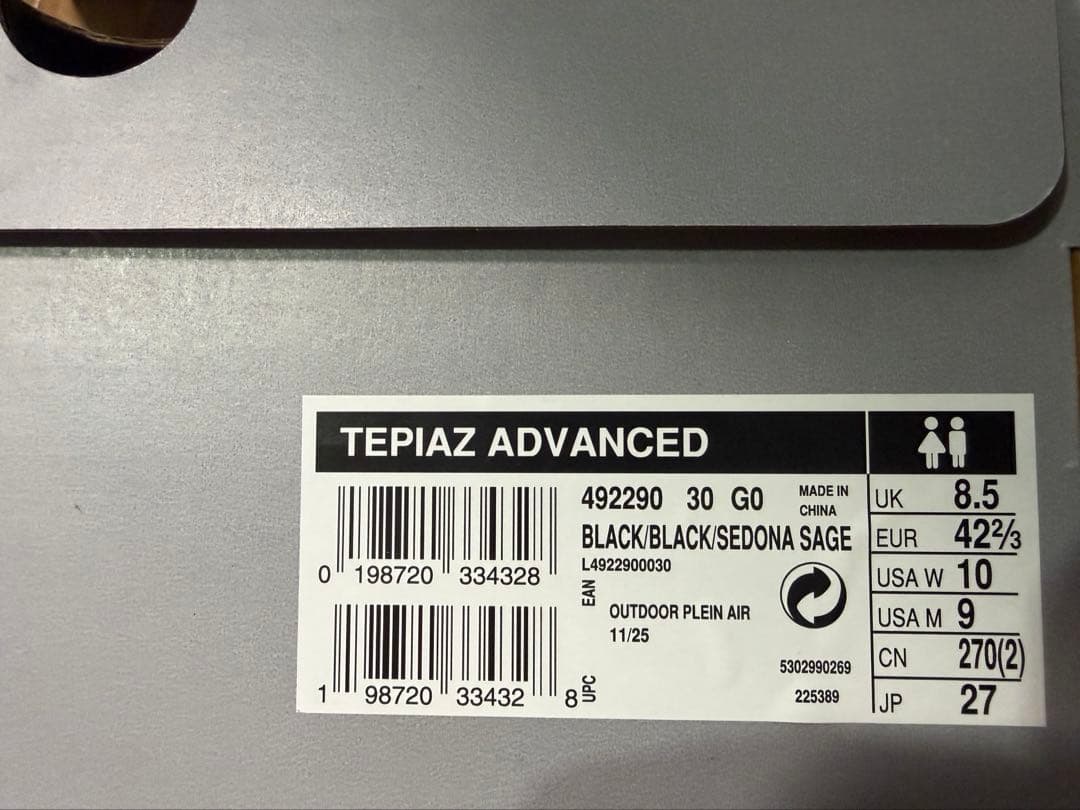 TEPIAZ ADVANCED
0 198720 334328
1 98720 33432 8
EAN
UPC
492290 30 G0
MADE IN
CHINA
BLACK/BLACK/SEDONA SAGE
L4922900030
OUTDOOR PLEIN AIR
11/25
5302990269
225389
UK 8.5
EUR 42⅔
USA W 10
USA M 9
CN 270(2)
JP 27